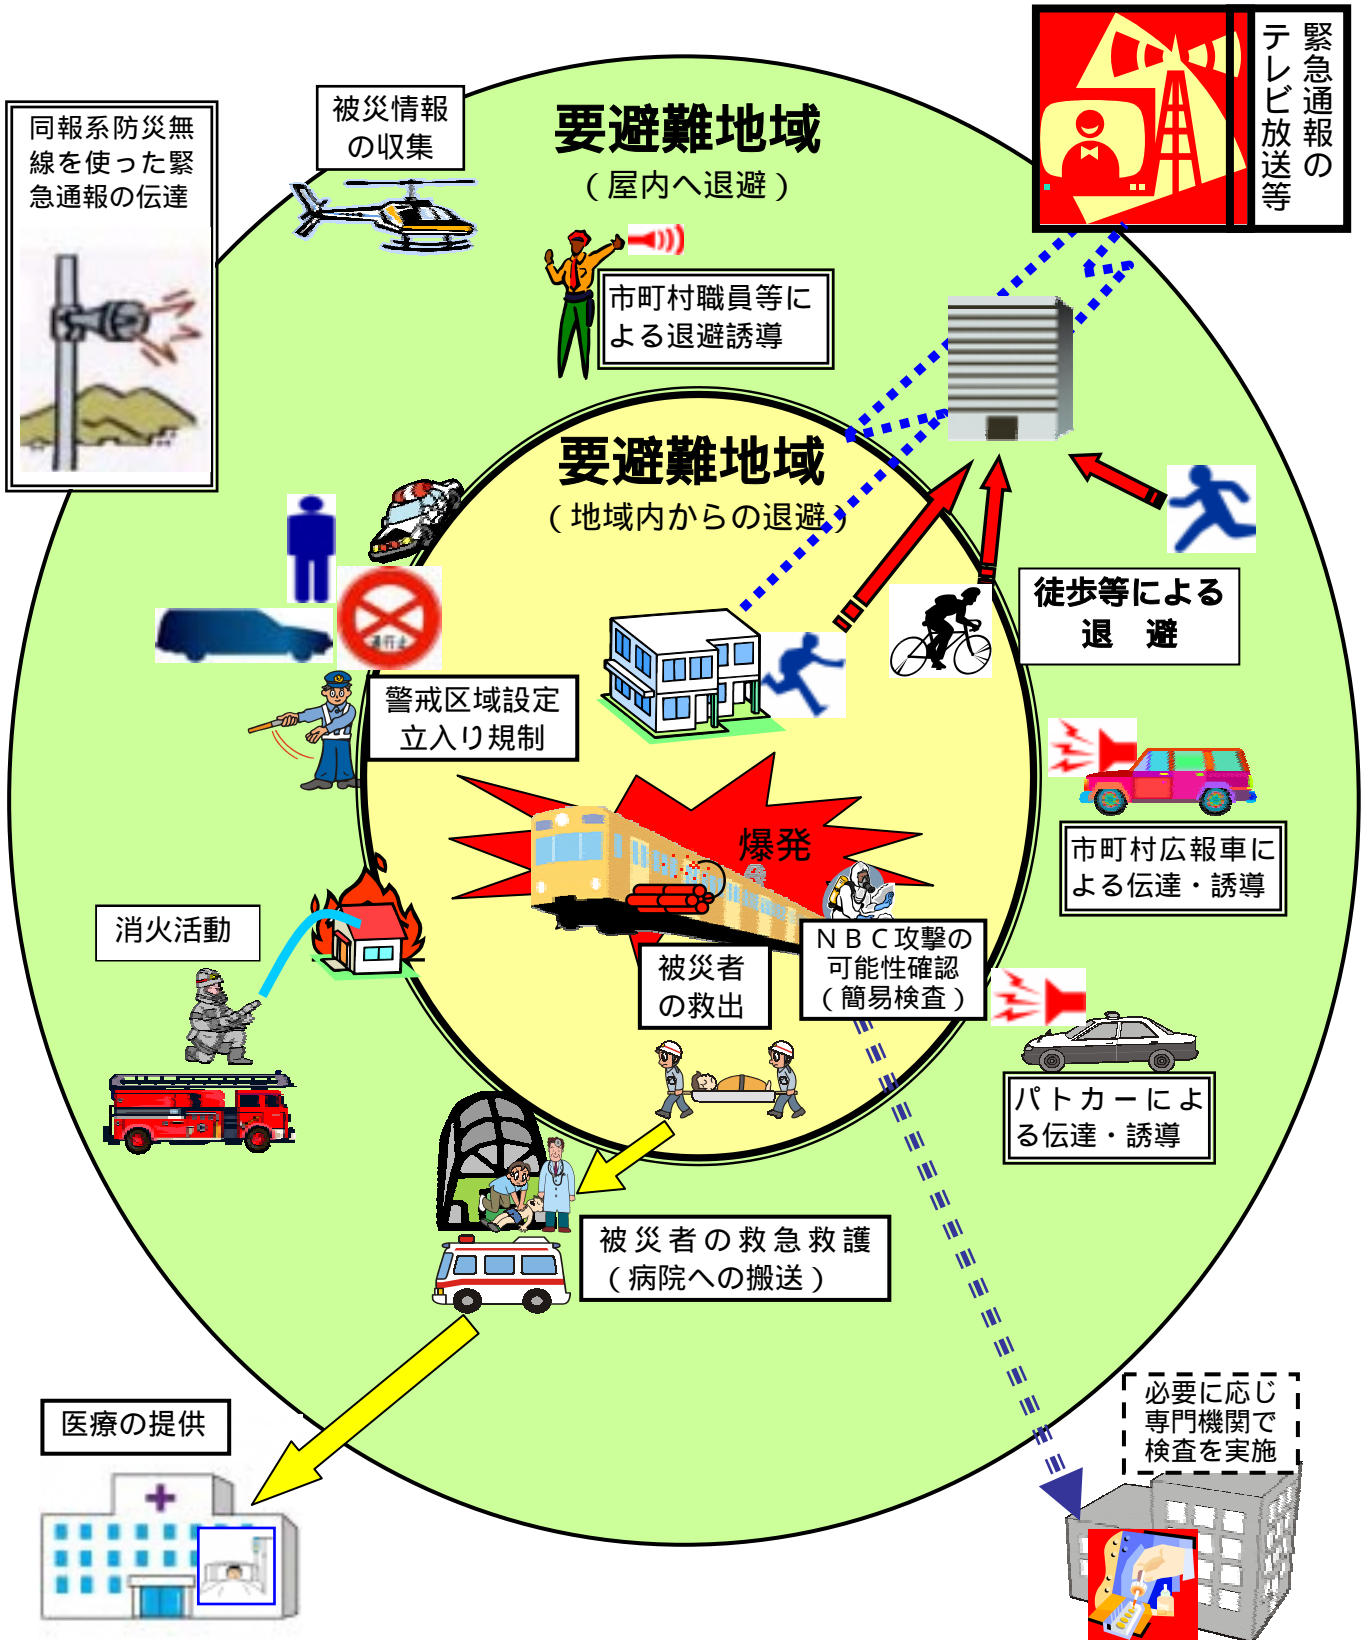 緊急通報の
テレビ放送等
同報系防災無
線を使った緊
急通報の伝達
被災情報
の収集
要避難地域
（屋内へ退避）
市町村職員等に
よる退避誘導
要避難地域
（地域内からの退避）
徒歩等による
退　避
通行止
警戒区域設定
立入り規制
爆発
市町村広報車に
よる伝達・誘導
消火活動
被災者
の救出
ＮＢＣ攻撃の
可能性確認
（簡易検査）
パトカーによ
る伝達・誘導
被災者の救急救護
（病院への搬送）
医療の提供
必要に応じ
専門機関で
検査を実施